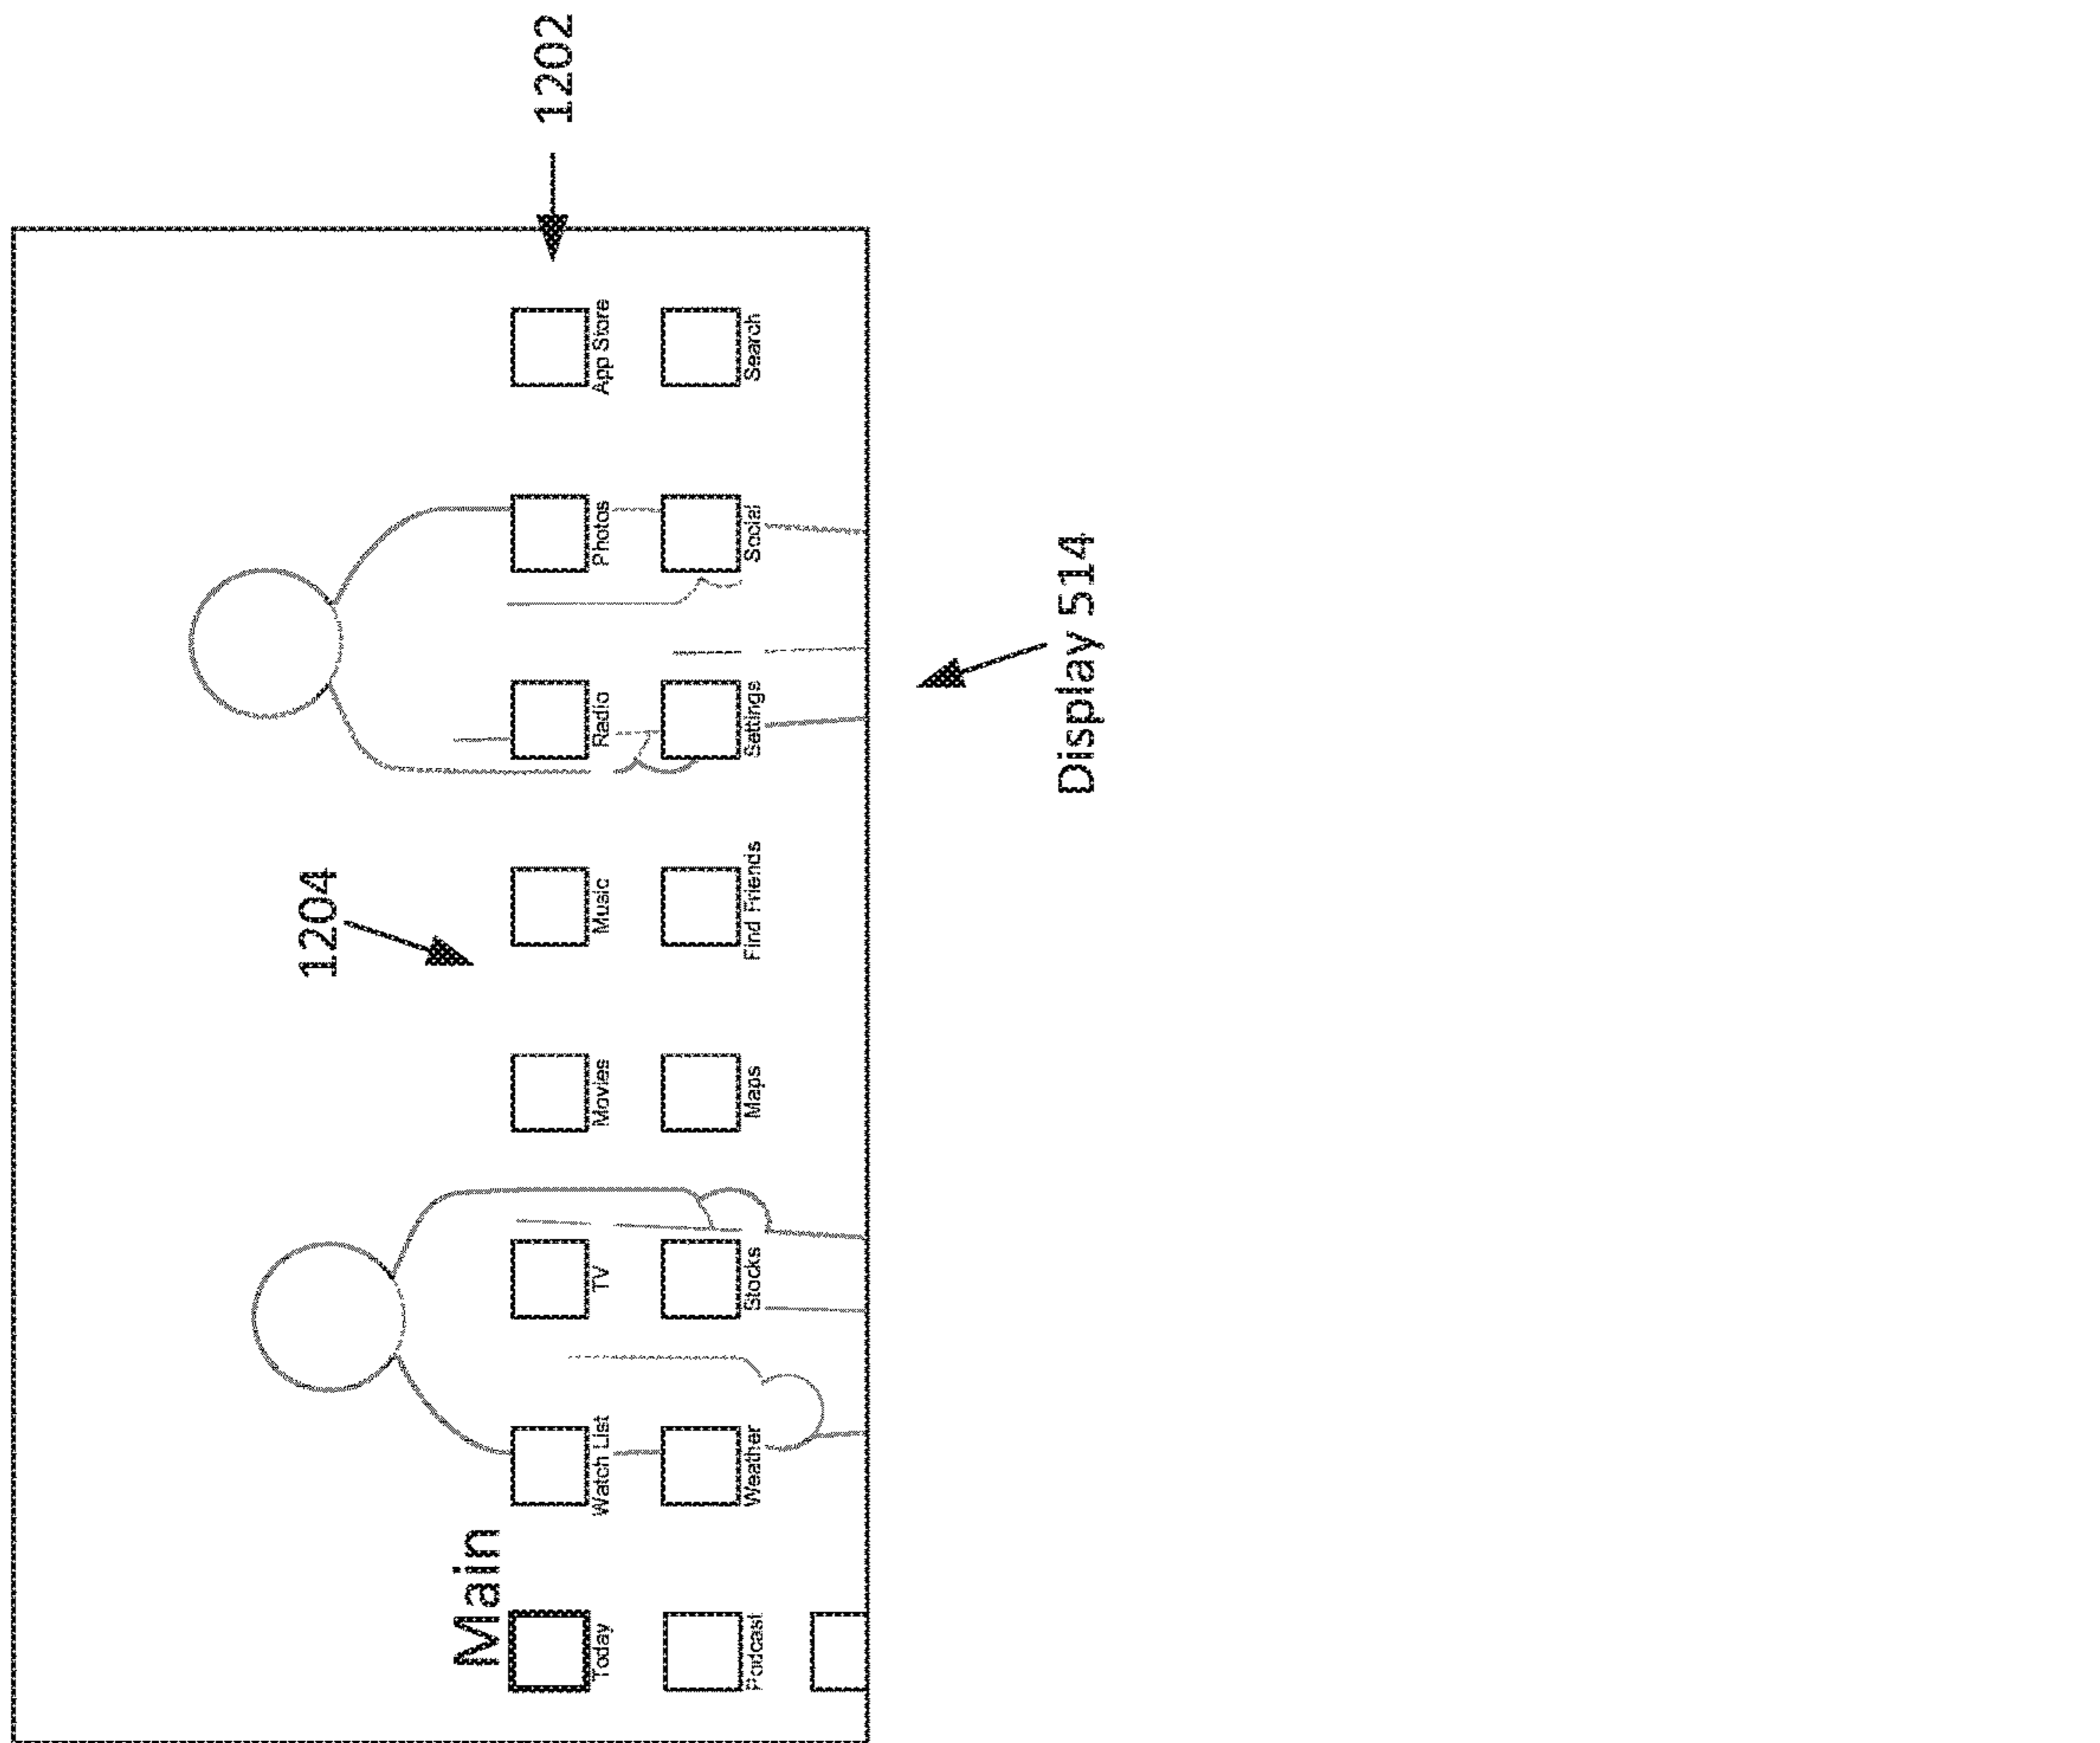 1204
1202
Main
Today
Watch List
TV
Movies
Music
Radio
Photos
App Store
Podcast
Weather
Stocks
Maps
Find Friends
Settings
Social
Search
Display 514